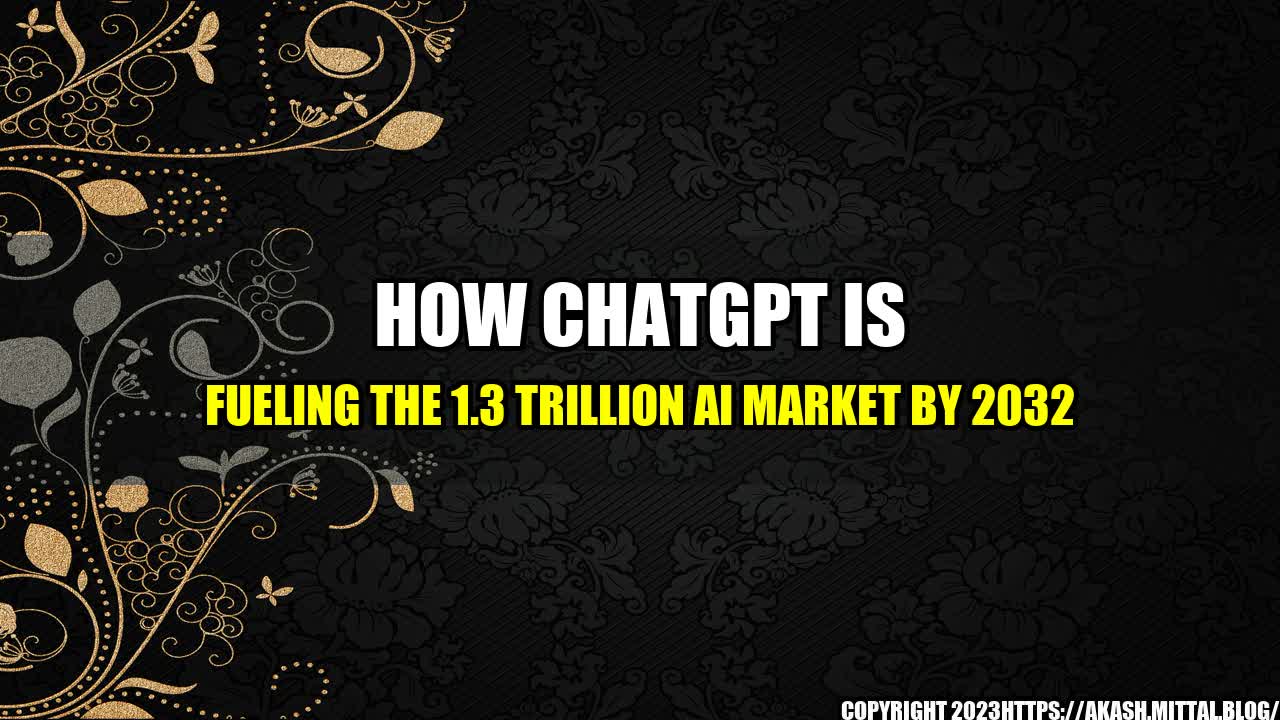 HOW CHATGPT IS
FUELING THE 1.3 TRILLION AI MARKET BY 2032
COPYRIGHT 2023HTTPS://AKASH.MITTAL.BLOG/